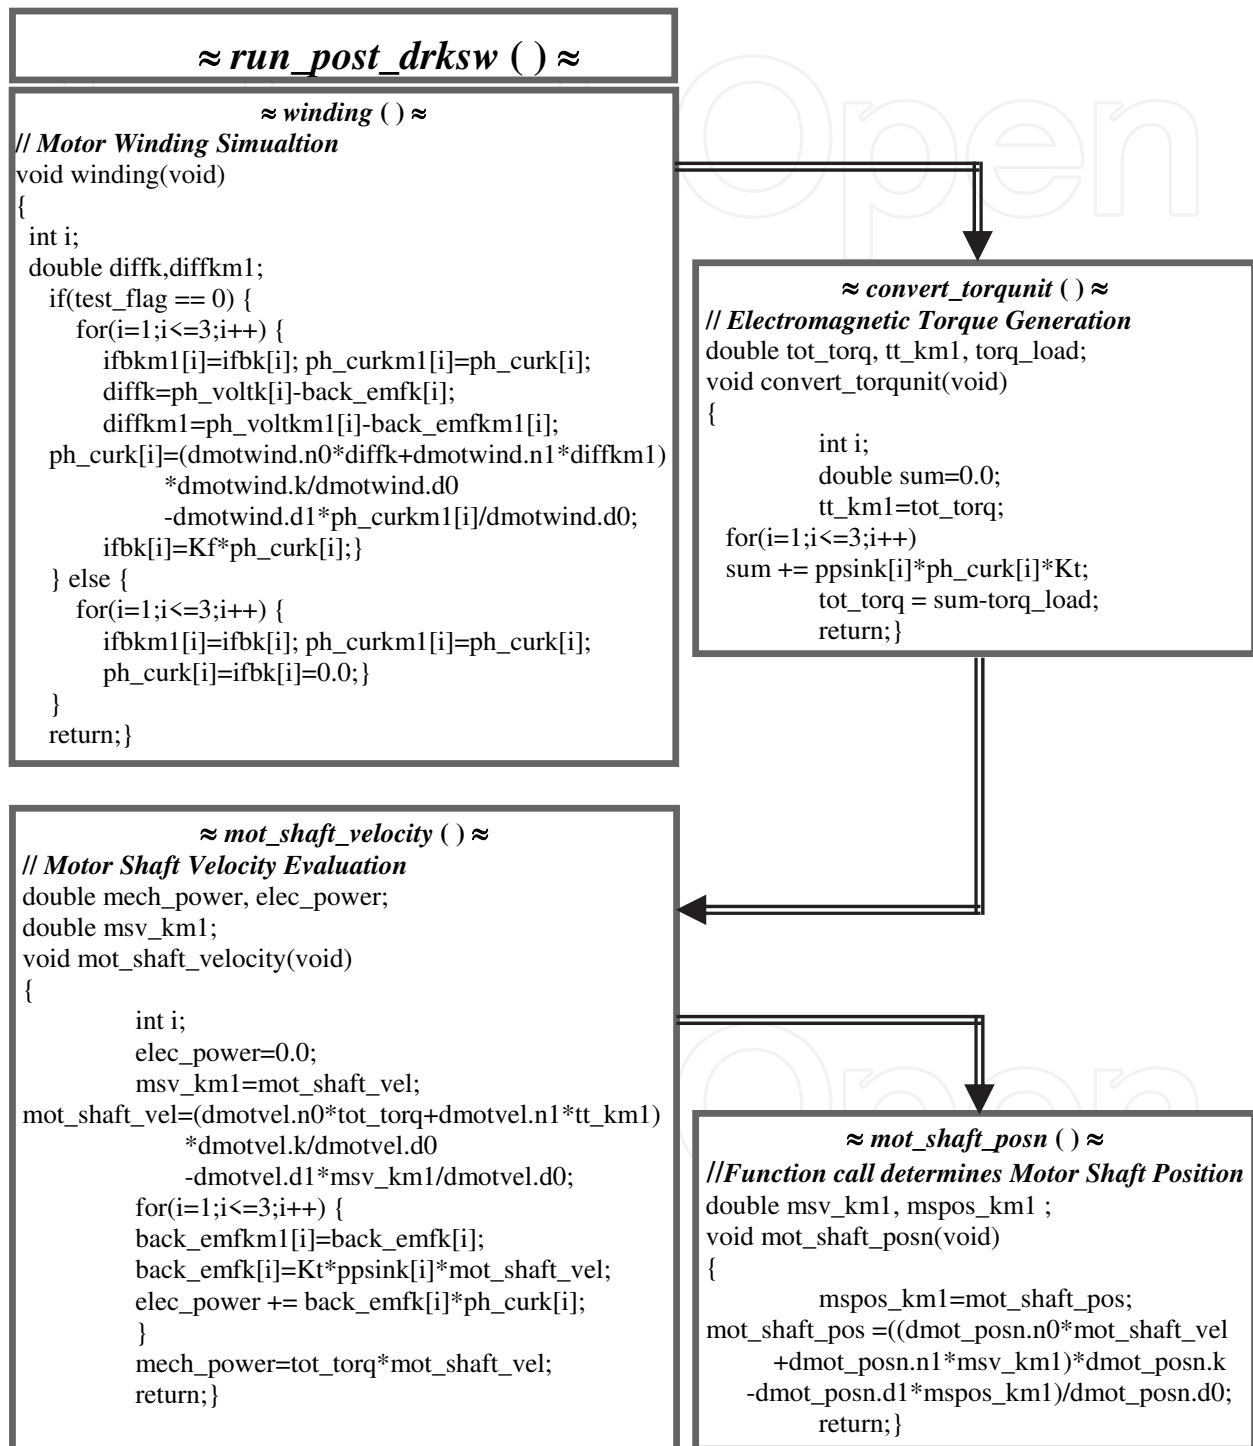 ≈ run_post_drksw ( ) ≈
≈ winding ( ) ≈
// Motor Winding Simualtion
void winding(void)
{
int i;
double diffk,diffkm1;
if(test_flag == 0) {
for(i=1;i<=3;i++) {
ifbkm1[i]=ifbk[i]; ph_curkm1[i]=ph_curk[i];
diffk=ph_voltk[i]-back_emfk[i];
diffkm1=ph_voltkm1[i]-back_emfkm1[i];
ph_curk[i]=(dmotwind.n0*diffk+dmotwind.n1*diffkm1)
*dmotwind.k/dmotwind.d0
-dmotwind.d1*ph_curkm1[i]/dmotwind.d0;
ifbk[i]=Kf*ph_curk[i];}
} else {
for(i=1;i<=3;i++) {
ifbkm1[i]=ifbk[i]; ph_curkm1[i]=ph_curk[i];
ph_curk[i]=ifbk[i]=0.0;}
}
return;}
≈ convert_torqunit ( ) ≈
// Electromagnetic Torque Generation
double tot_torq, tt_km1, torq_load;
void convert_torqunit(void)
{
int i;
double sum=0.0;
tt_km1=tot_torq;
for(i=1;i<=3;i++)
sum += ppsink[i]*ph_curk[i]*Kt;
tot_torq = sum-torq_load;
return;}
≈ mot_shaft_velocity ( ) ≈
// Motor Shaft Velocity Evaluation
double mech_power, elec_power;
double msv_km1;
void mot_shaft_velocity(void)
{
int i;
elec_power=0.0;
msv_km1=mot_shaft_vel;
mot_shaft_vel=(dmotvel.n0*tot_torq+dmotvel.n1*tt_km1)
*dmotvel.k/dmotvel.d0
-dmotvel.d1*msv_km1/dmotvel.d0;
for(i=1;i<=3;i++) {
back_emfkm1[i]=back_emfk[i];
back_emfk[i]=Kt*ppsink[i]*mot_shaft_vel;
elec_power += back_emfk[i]*ph_curk[i];
}
mech_power=tot_torq*mot_shaft_vel;
return;}
≈ mot_shaft_posn ( ) ≈
//Function call determines Motor Shaft Position
double msv_km1, mspos_km1 ;
void mot_shaft_posn(void)
{
mspos_km1=mot_shaft_pos;
mot_shaft_pos =((dmot_posn.n0*mot_shaft_vel
+dmot_posn.n1*msv_km1)*dmot_posn.k
-dmot_posn.d1*mspos_km1)/dmot_posn.d0;
return;}
Open
Open